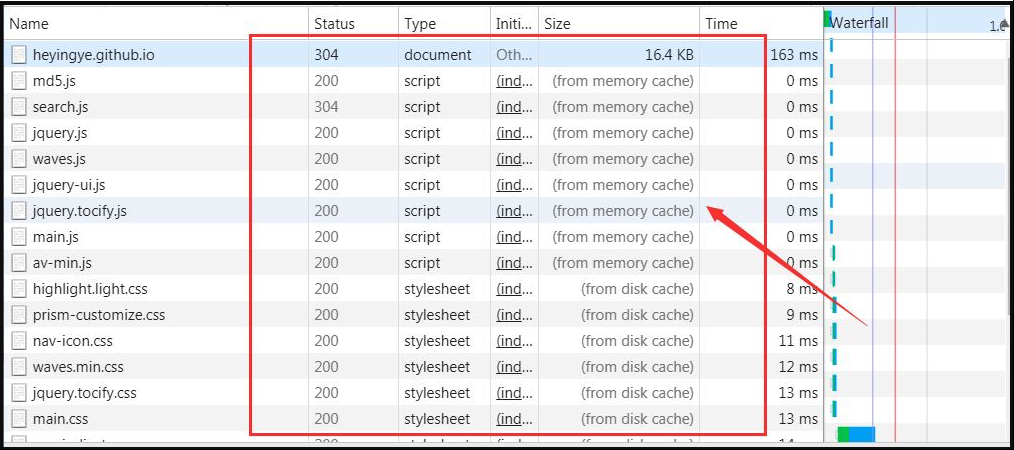 Name Status Type Initi... Size Time Waterfall 1.0
heyingye.github.io 304 document Oth... 16.4 KB 163 ms
md5.js 200 script (ind... (from memory cache) 0 ms
search.js 304 script (ind... (from memory cache) 0 ms
jquery.js 200 script (ind... (from memory cache) 0 ms
waves.js 200 script (ind... (from memory cache) 0 ms
jquery-ui.js 200 script (ind... (from memory cache) 0 ms
jquery.tocify.js 200 script (ind... (from memory cache) 0 ms
main.js 200 script (ind... (from memory cache) 0 ms
av-min.js 200 script (ind... (from memory cache) 0 ms
highlight.light.css 200 stylesheet (ind... (from disk cache) 8 ms
prism-customize.css 200 stylesheet (ind... (from disk cache) 9 ms
nav-icon.css 200 stylesheet (ind... (from disk cache) 11 ms
waves.min.css 200 stylesheet (ind... (from disk cache) 12 ms
jquery.tocify.css 200 stylesheet (ind... (from disk cache) 13 ms
main.css 200 stylesheet (ind... (from disk cache) 13 ms